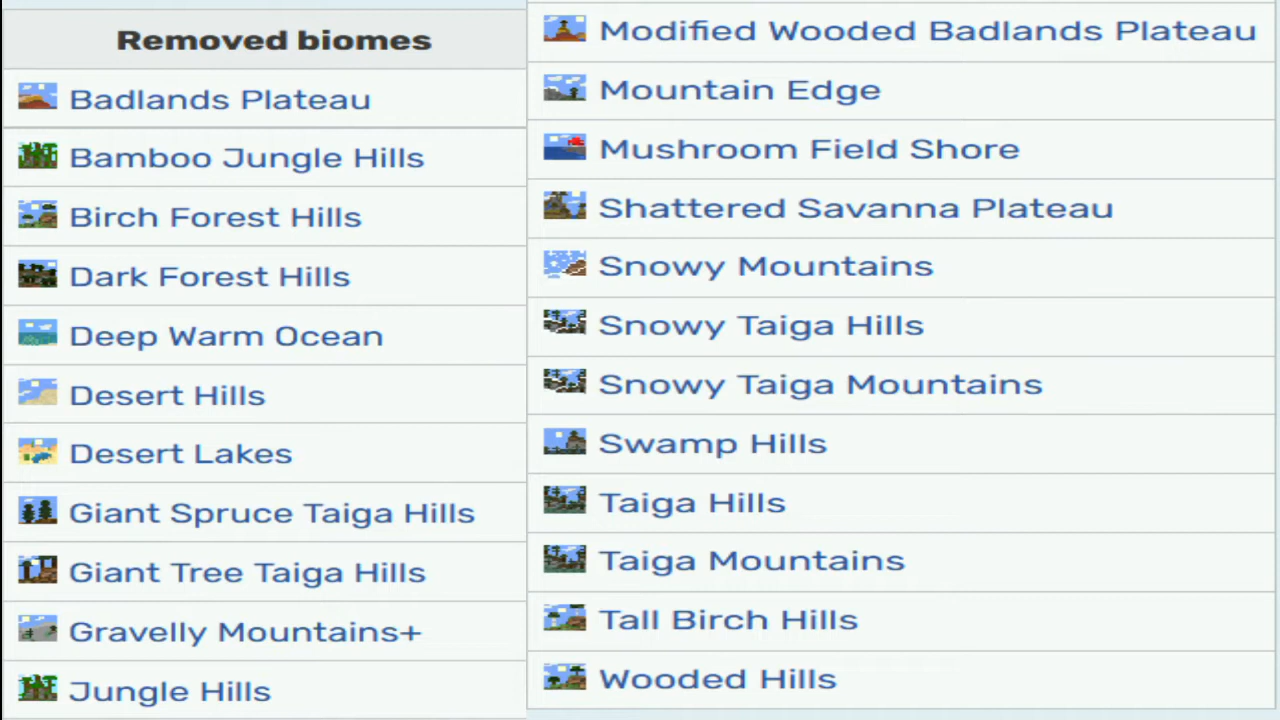 Removed biomes
Badlands Plateau
Bamboo Jungle Hills
Birch Forest Hills
Dark Forest Hills
Deep Warm Ocean
Desert Hills
Desert Lakes
Giant Spruce Taiga Hills
Giant Tree Taiga Hills
Gravelly Mountains+
Jungle Hills
Modified Wooded Badlands Plateau
Mountain Edge
Mushroom Field Shore
Shattered Savanna Plateau
Snowy Mountains
Snowy Taiga Hills
Snowy Taiga Mountains
Swamp Hills
Taiga Hills
Taiga Mountains
Tall Birch Hills
Wooded Hills